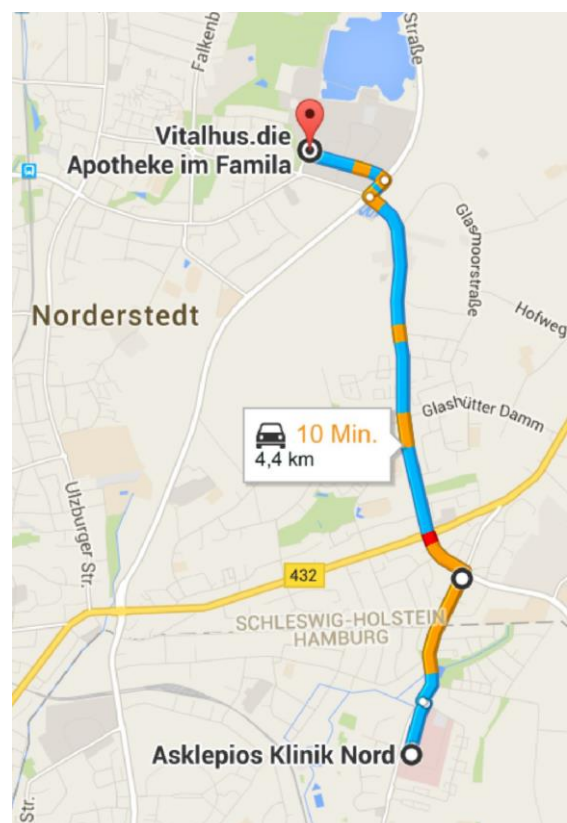 Falkenb
Straße
Vitalhus.die
Apotheke im Famila
Glasmoorstraße
Norderstedt
Hofweg
Glashütter Damm
10 Min.
4,4 km
Ulzburger Str.
432
SCHLESWIG-HOLSTEIN
HAMBURG
Asklepios Klinik Nord
Str.